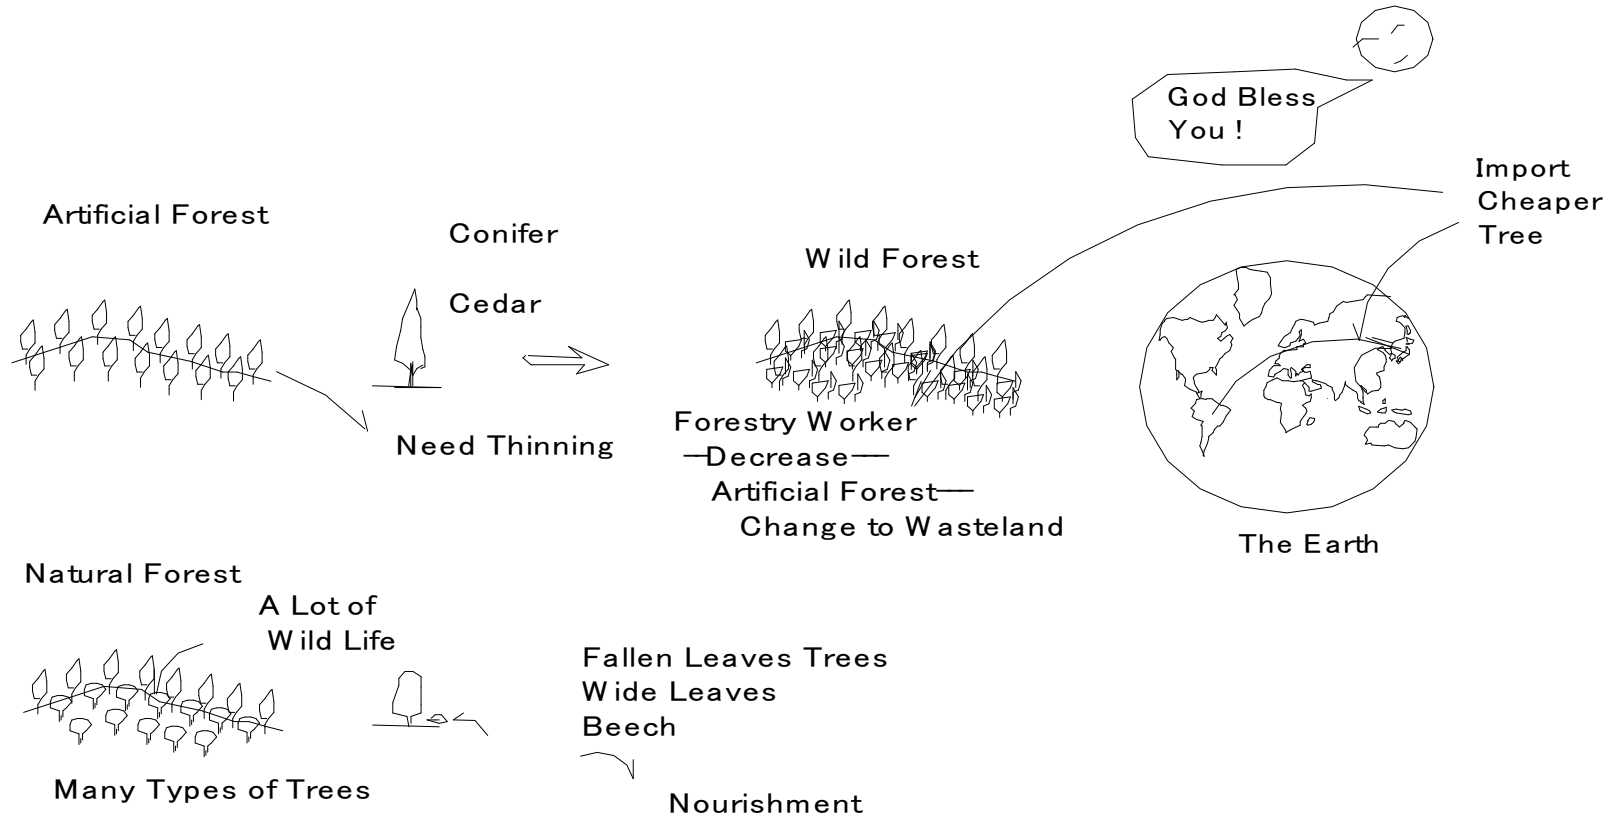 God Bless
You !
Import
Cheaper
Tree
Artificial Forest
Conifer
Cedar
Wild Forest
Need Thinning
Forestry Worker
—Decrease—
Artificial Forest—
Change to Wasteland
The Earth
Natural Forest
A Lot of
Wild Life
Fallen Leaves Trees
Wide Leaves
Beech
Many Types of Trees
Nourishment